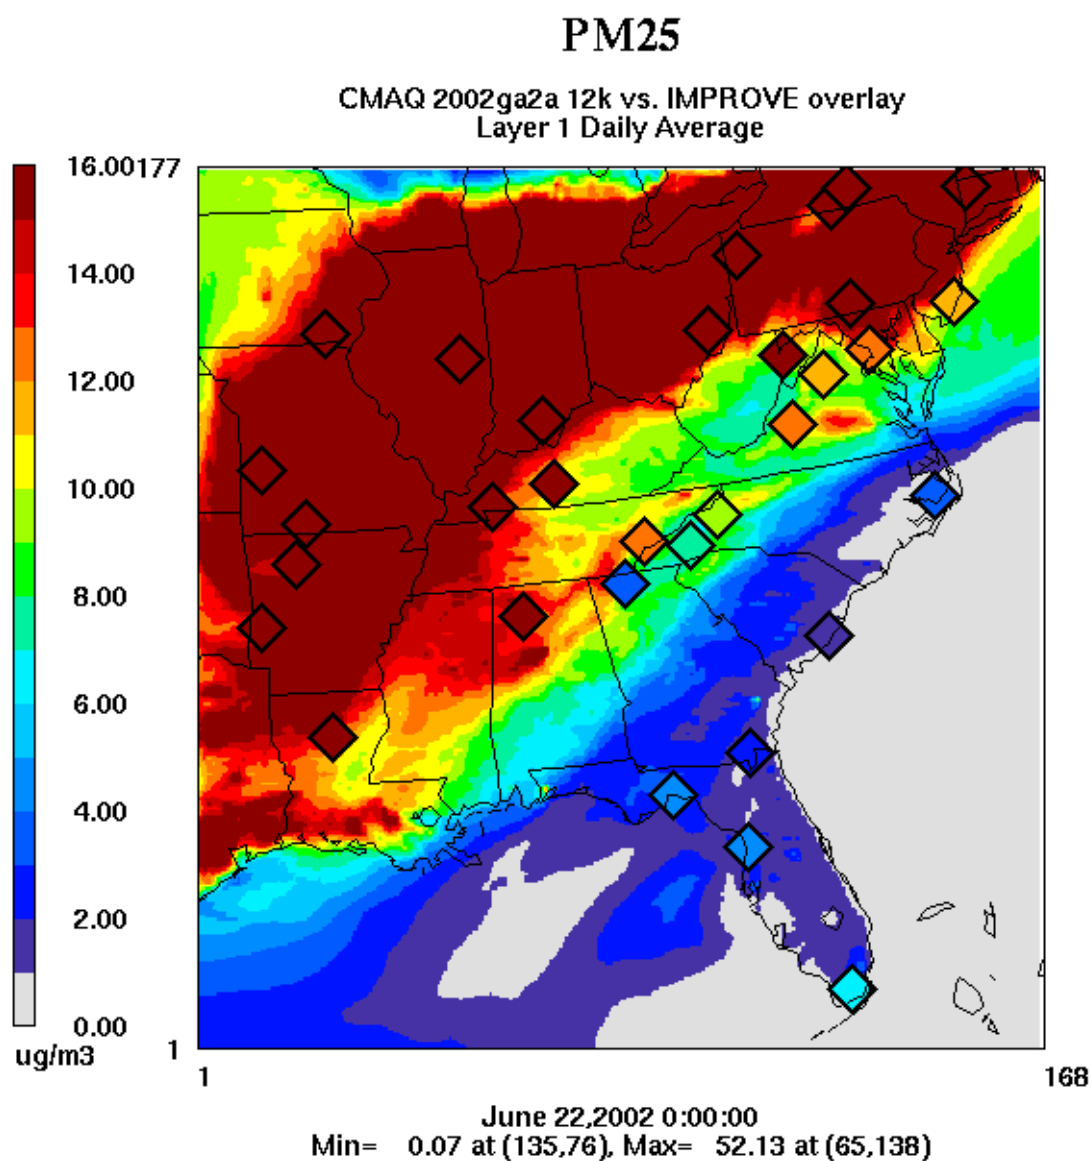 PM25
CMAQ 2002ga2a 12k vs. IMPROVE overlay
Layer 1 Daily Average
16.00
177
14.00
12.00
10.00
8.00
6.00
4.00
2.00
0.00
ug/m3
1
1
168
June 22,2002 0:00:00
Min= 0.07 at (135,76), Max= 52.13 at (65,138)